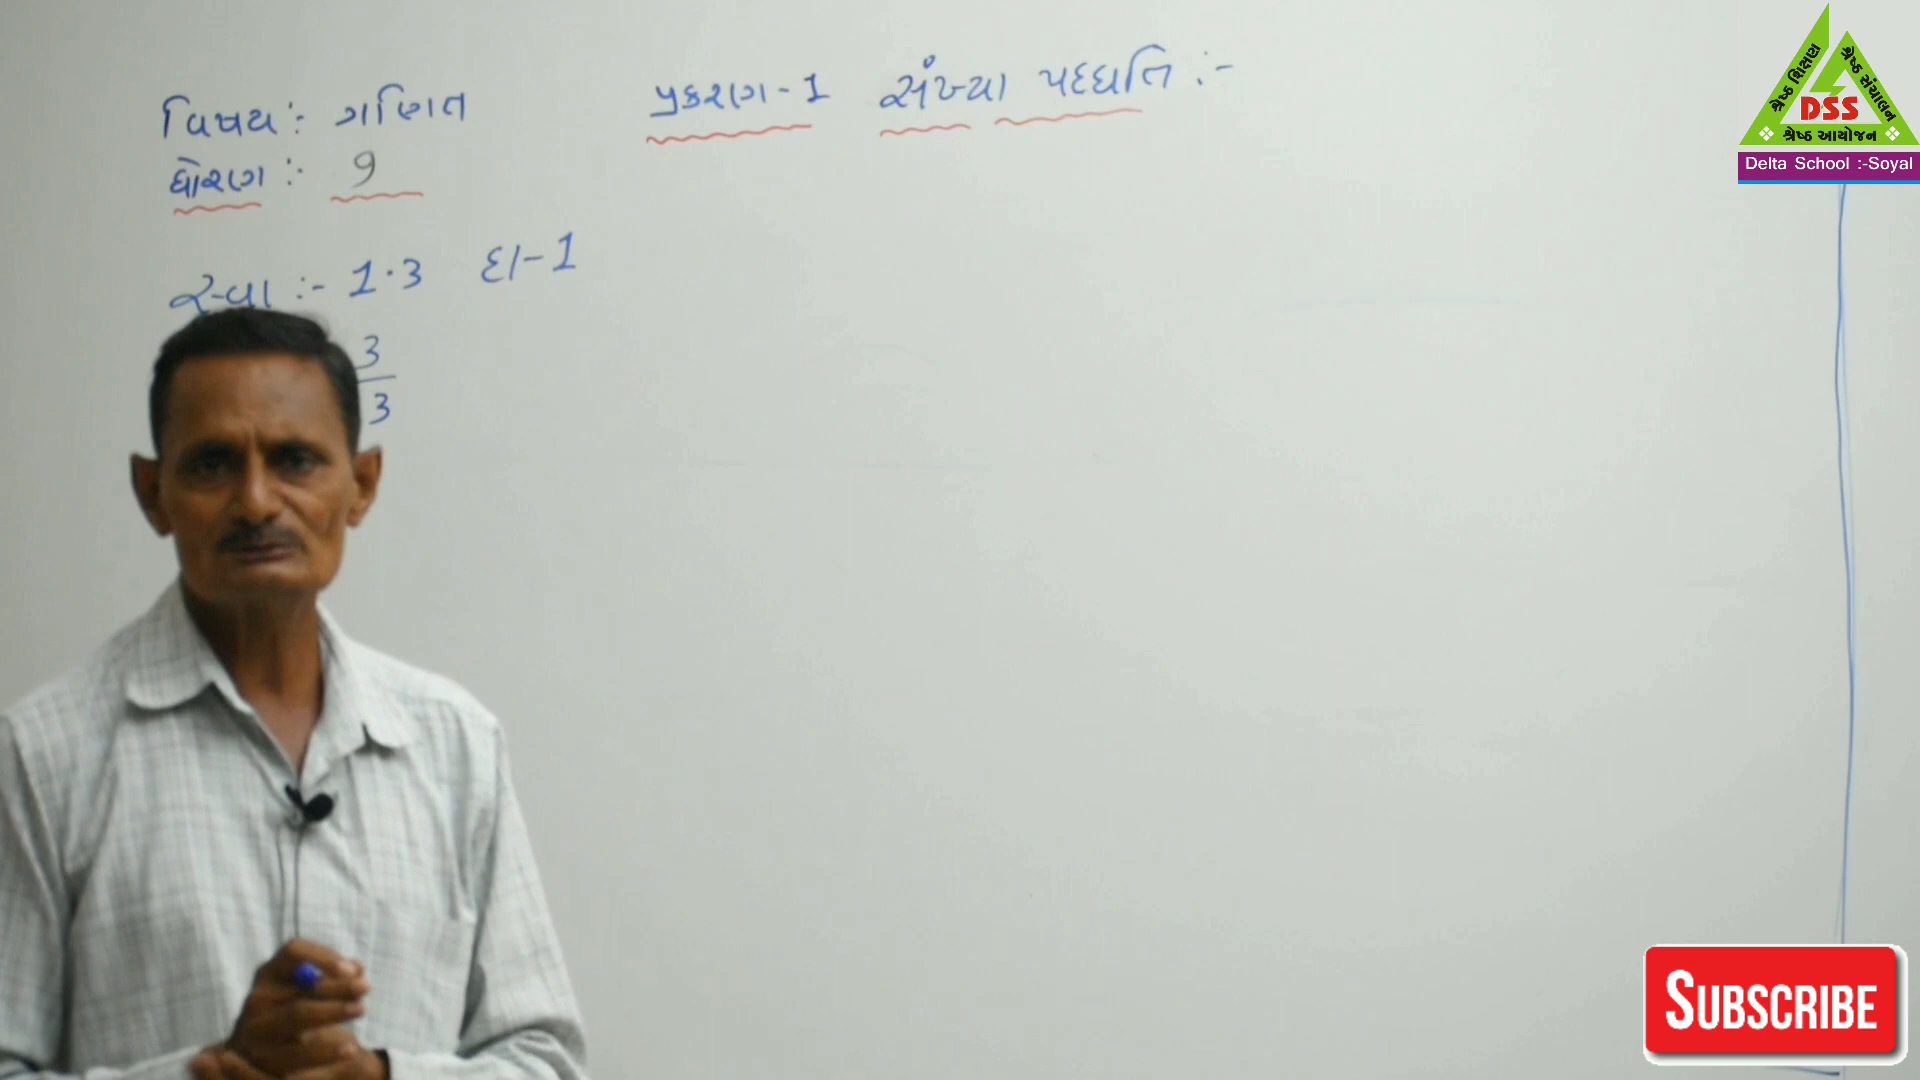 વિષય :- ગણિત
ધોરણ :- 9
પ્રકરણ - 1 સંખ્યા પદ્ધતિ :-
સ્વા :- 1.3 દા-1
3
3
શ્રેષ્ઠ શિક્ષણ
શ્રેષ્ઠ સંચાલન
DSS
શ્રેષ્ઠ આયોજન
Delta School :-Soyal
SUBSCRIBE